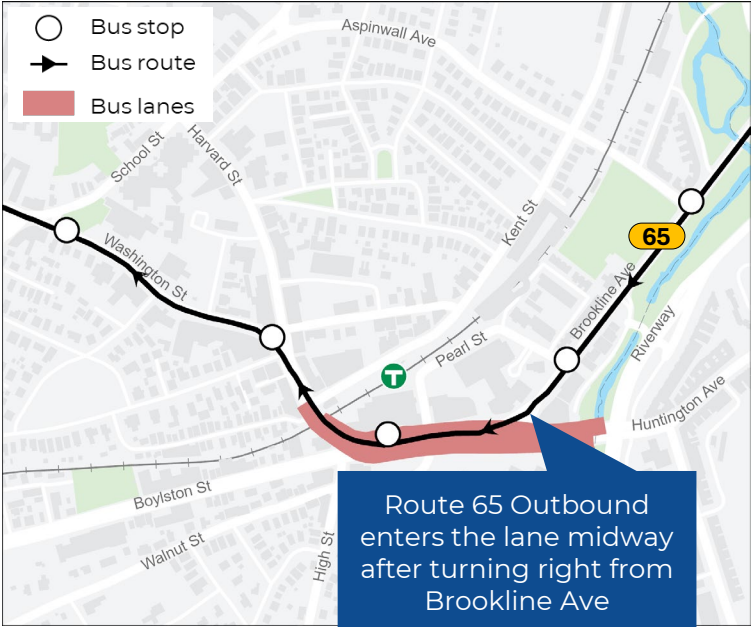 Bus stop
Bus route
Bus lanes
Aspinwall Ave
School St
Harvard St
Kent St
65
Washington St
Brookline Ave
Riverway
Pearl St
T
Huntington Ave
Boylston St
Walnut St
High St
Route 65 Outbound
enters the lane midway
after turning right from
Brookline Ave